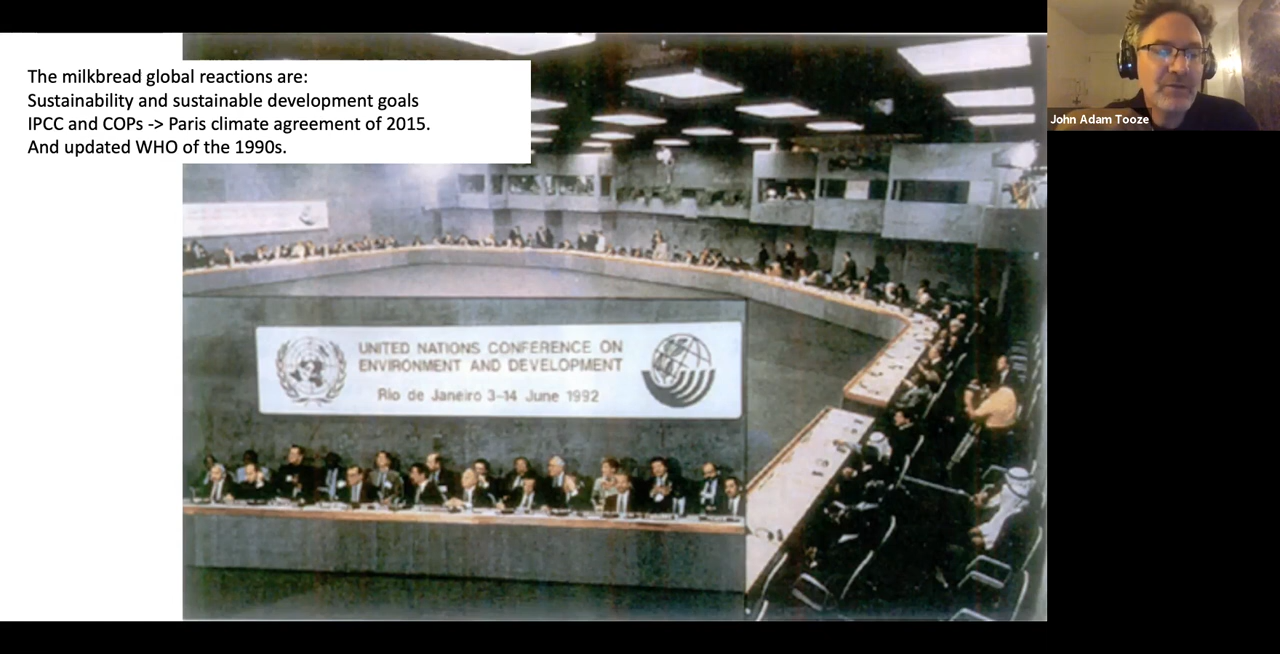 The milkbread global reactions are:
Sustainability and sustainable development goals
IPCC and COPs -> Paris climate agreement of 2015.
And updated WHO of the 1990s.
John Adam Tooze
UNITED NATIONS CONFERENCE ON
ENVIRONMENT AND DEVELOPMENT
Rio de Janeiro 3-14 June 1992